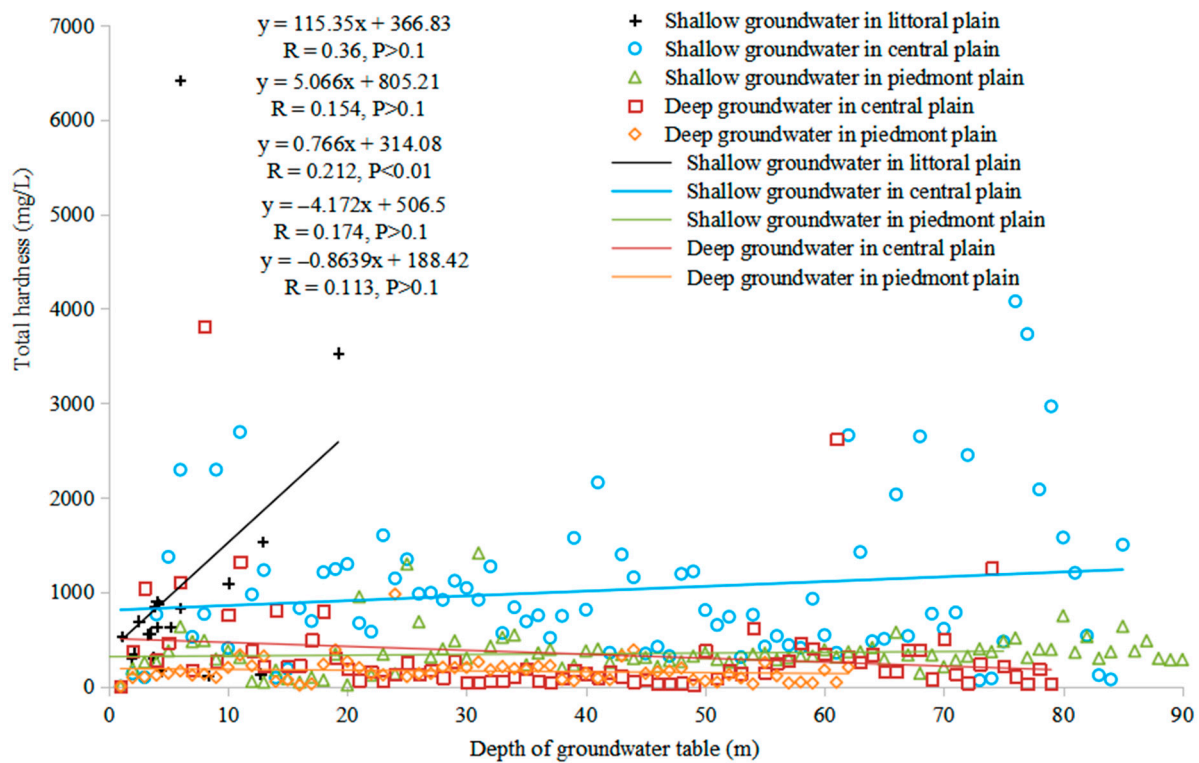 y = 115.35x + 366.83
R = 0.36, P>0.1
y = 5.066x + 805.21
R = 0.154, P>0.1
y = 0.766x + 314.08
R = 0.212, P<0.01
y = –4.172x + 506.5
R = 0.174, P>0.1
y = –0.8639x + 188.42
R = 0.113, P>0.1
Shallow groundwater in littoral plain
Shallow groundwater in central plain
Shallow groundwater in piedmont plain
Deep groundwater in central plain
Deep groundwater in piedmont plain
Shallow groundwater in littoral plain
Shallow groundwater in central plain
Shallow groundwater in piedmont plain
Deep groundwater in central plain
Deep groundwater in piedmont plain
Total hardness (mg/L)
7000
6000
5000
4000
3000
2000
1000
0
0 10 20 30 40 50 60 70 80 90
Depth of groundwater table (m)